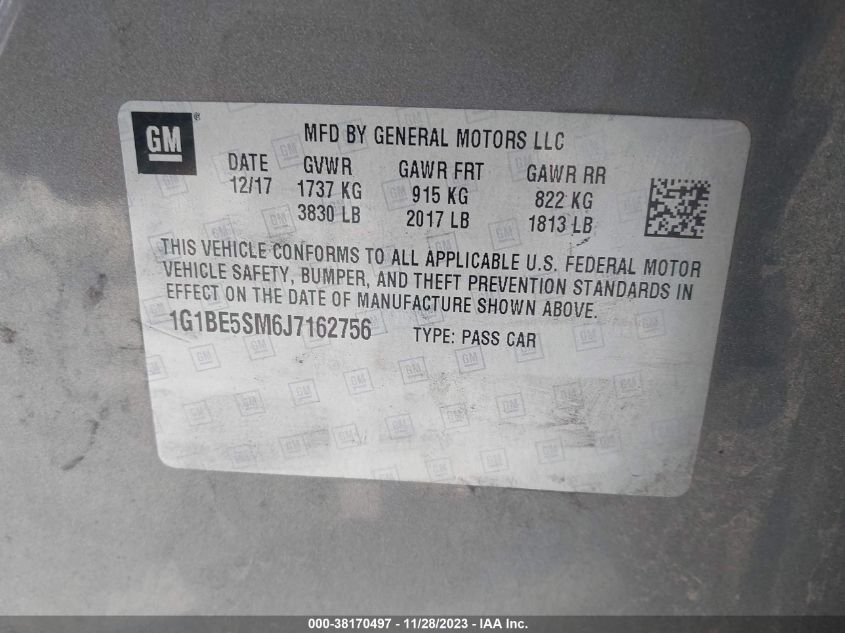 GM ®
MFD BY GENERAL MOTORS LLC
DATE GVWR GAWR FRT GAWR RR
12/17 1737 KG 915 KG 822 KG
3830 LB 2017 LB 1813 LB
THIS VEHICLE CONFORMS TO ALL APPLICABLE U.S. FEDERAL MOTOR
VEHICLE SAFETY, BUMPER, AND THEFT PREVENTION STANDARDS IN
EFFECT ON THE DATE OF MANUFACTURE SHOWN ABOVE.
1G1BE5SM6J7162756 TYPE: PASS CAR
000-38170497 - 11/28/2023 - IAA Inc.